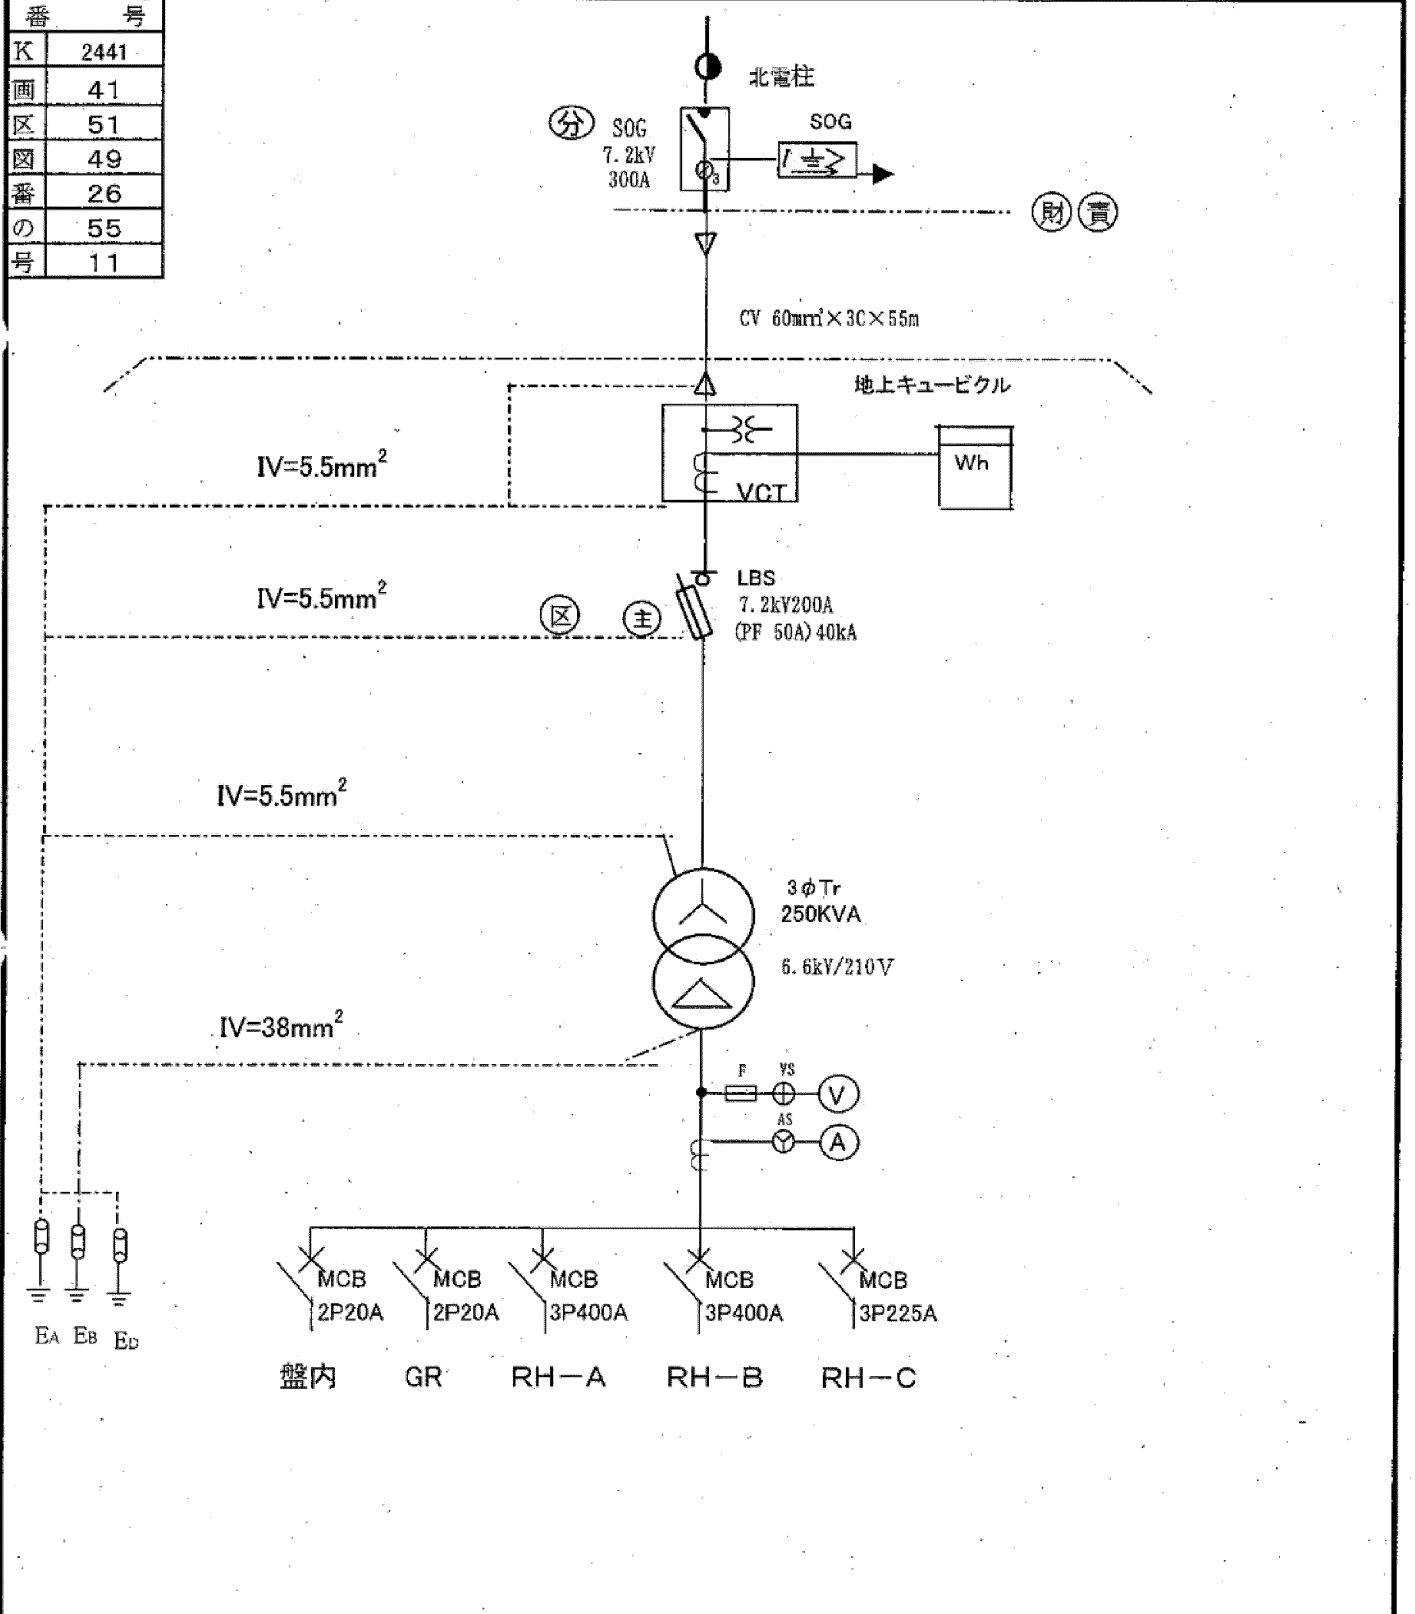 番 号
K 2441
画 41
区 51
図 49
番 26
の 55
号 11
北電柱
分
SOG
7.2kV
300A
SOG
3
I
財 責
CV 60mm²×3C×55m
地上キュービクル
IV=5.5mm²
VCT
Wh
IV=5.5mm²
区 主
LBS
7.2kV200A
(PF 50A)40kA
IV=5.5mm²
3φTr
250KVA
6.6kV/210V
IV=38mm²
F VS
V
AS
A
MCB MCB MCB MCB MCB
2P20A 2P20A 3P400A 3P400A 3P225A
EA EB ED
盤内 GR RH-A RH-B RH-C